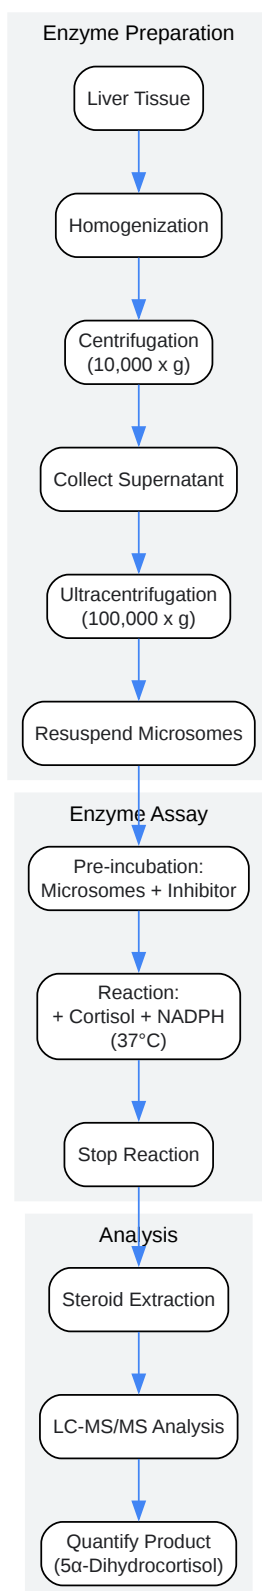 Enzyme Preparation
Liver Tissue
Homogenization
Centrifugation
(10,000 x g)
Collect Supernatant
Ultracentrifugation
(100,000 x g)
Resuspend Microsomes
Enzyme Assay
Pre-incubation:
Microsomes + Inhibitor
Reaction:
+ Cortisol + NADPH
(37°C)
Stop Reaction
Analysis
Steroid Extraction
LC-MS/MS Analysis
Quantify Product
(5α-Dihydrocortisol)